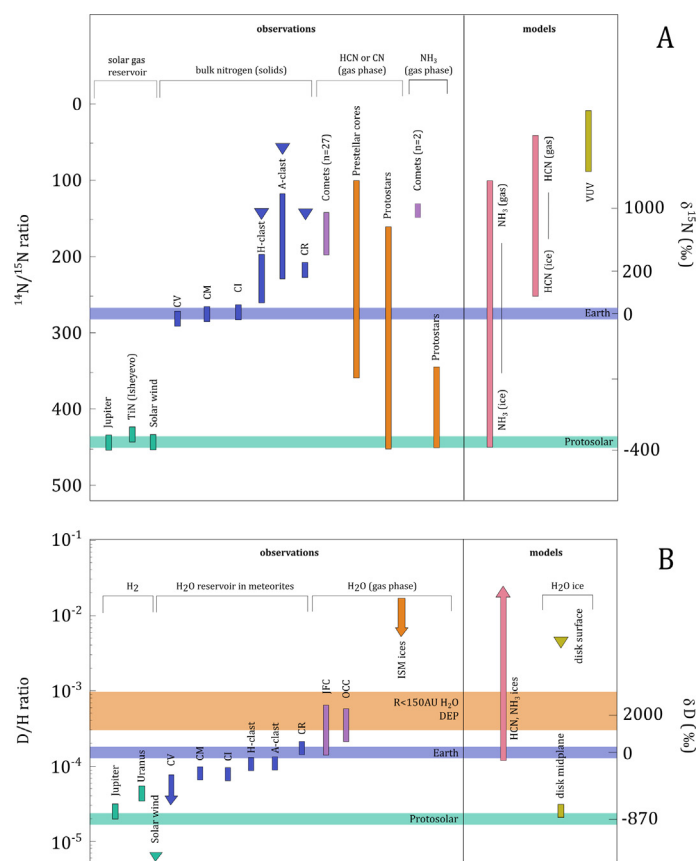 observations
models
A
solar gas
reservoir
bulk nitrogen (solids)
HCN or CN
(gas phase)
NH3
(gas phase)
0
100
200
300
400
500
14N/15N ratio
Jupiter
TiN (Isheyevo)
Solar wind
CV
CM
CI
H-clast
A-clast
CR
Comets (n=27)
Prestellar cores
Protostars
Comets (n=2)
Protostars
NH3 (gas)
NH3 (ice)
HCN (gas)
HCN (ice)
VUV
Earth
Protosolar
1000
200
0
-400
δ 15N (‰)
observations
models
B
H2
H2O reservoir in meteorites
H2O (gas phase)
H2O ice
10-1
10-2
10-3
10-4
10-5
D/H ratio
Jupiter
Uranus
Solar wind
CV
CM
CI
H-clast
A-clast
CR
JFC
OCC
ISM ices
R<150AU H2O
DEP
Earth
Protosolar
HCN, NH3 ices
disk surface
disk midplane
2000
0
-870
δ D (‰)